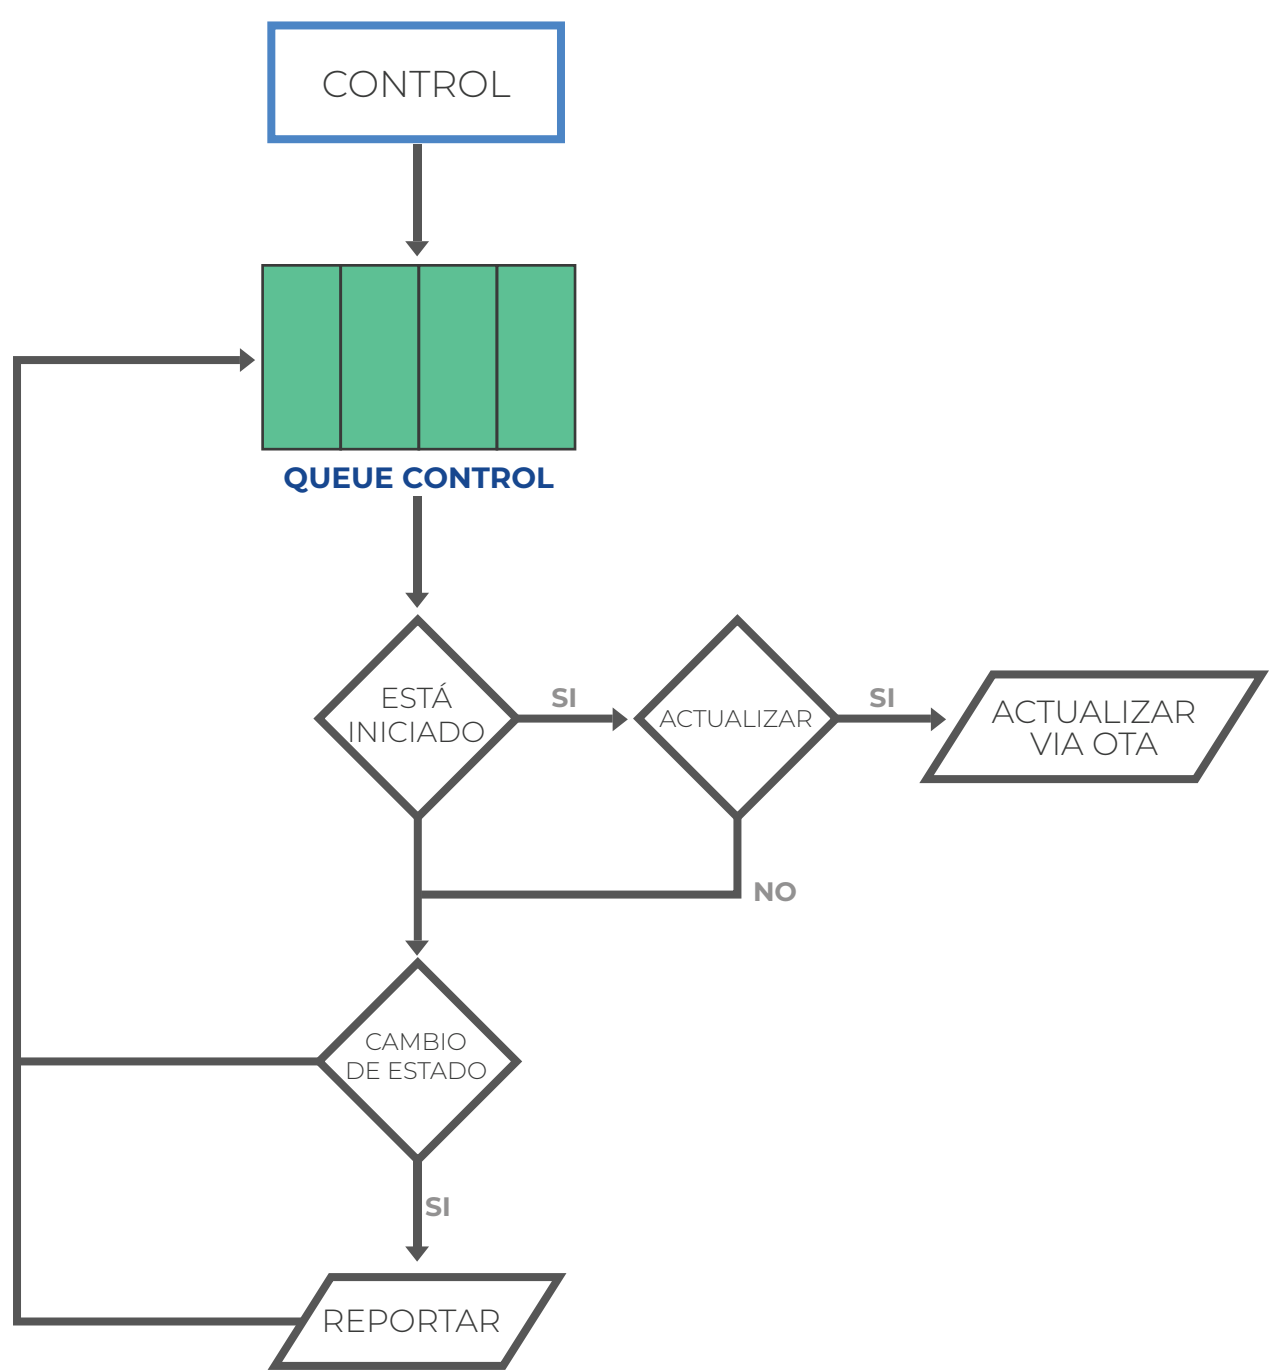 CONTROL
QUEUE CONTROL
ESTÁ
INICIADO
SI
ACTUALIZAR
SI
ACTUALIZAR
VIA OTA
NO
CAMBIO
DE ESTADO
SI
REPORTAR